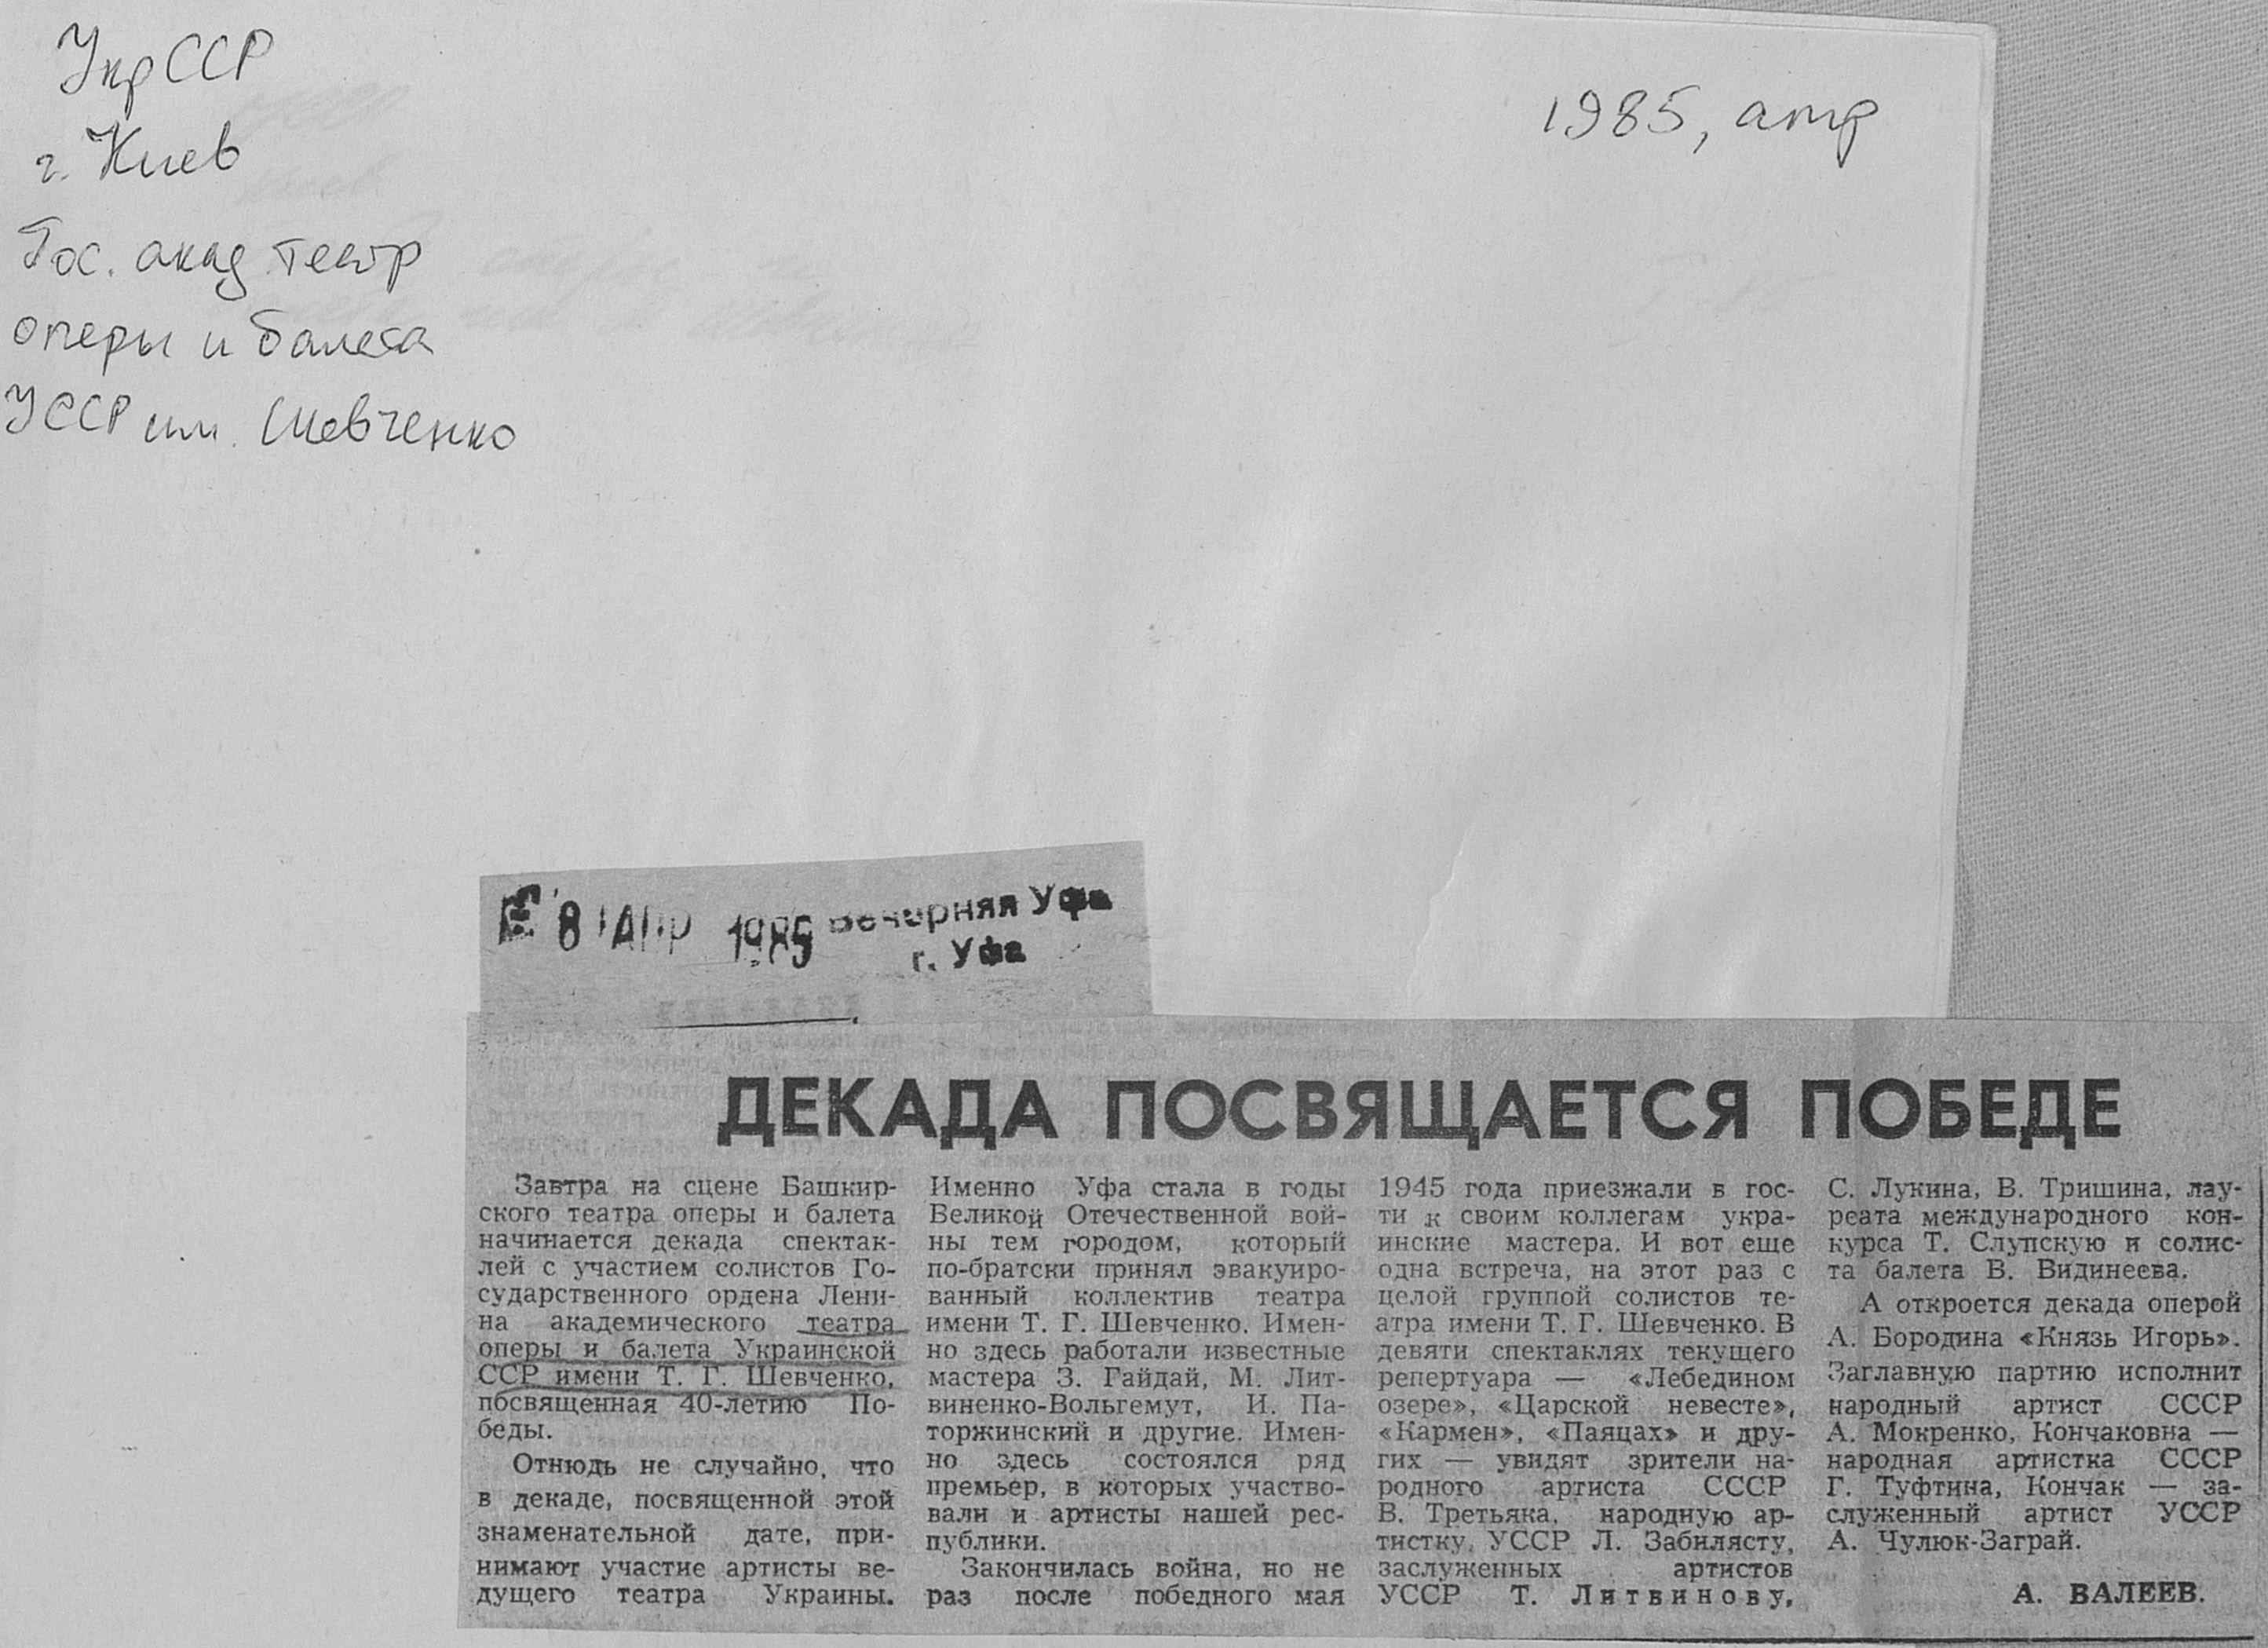 УкрССР
г. Киев
Гос. акад театр
оперы и балета
УССР им. Шевченко
1985, апр
8 АПР 1985 Вечерняя Уфа
г. Уфа
ДЕКАДА ПОСВЯЩАЕТСЯ ПОБЕДЕ
Завтра на сцене Башкир-
ского театра оперы и балета
начинается декада спектак-
лей с участием солистов Го-
сударственного ордена Лени-
на академического театра
оперы и балета Украинской
ССР имени Т. Г. Шевченко,
посвященная 40-летию По-
беды.
Отнюдь не случайно, что
в декаде, посвященной этой
знаменательной дате, при-
нимают участие артисты ве-
дущего театра Украины.
Именно Уфа стала в годы
Великой Отечественной вой-
ны тем городом, который
по-братски принял эвакуиро-
ванный коллектив театра
имени Т. Г. Шевченко. Имен-
но здесь работали известные
мастера З. Гайдай, М. Лит-
виненко-Вольгемут, И. Па-
торжинский и другие. Имен-
но здесь состоялся ряд
премьер, в которых участво-
вали и артисты нашей рес-
публики.
Закончилась война, но не
раз после победного мая
1945 года приезжали в гос-
ти к своим коллегам укра-
инские мастера. И вот еще
одна встреча, на этот раз с
целой группой солистов те-
атра имени Т. Г. Шевченко. В
девяти спектаклях текущего
репертуара — «Лебедином
озере», «Царской невесте»,
«Кармен», «Паяцах» и дру-
гих — увидят зрители на-
родного артиста СССР
В. Третьяка, народную ар-
тистку УССР Л. Забилясту,
заслуженных артистов
УССР Т. Литвинову,
С. Лукина, В. Тришина, лау-
реата международного кон-
курса Т. Слупскую и солис-
та балета В. Видинеева.
А откроется декада оперой
А. Бородина «Князь Игорь».
Заглавную партию исполнит
народный артист СССР
А. Мокренко, Кончаковна —
народная артистка СССР
Г. Туфтина, Кончак — за-
служенный артист УССР
А. Чулюк-Заграй.
А. ВАЛЕЕВ.